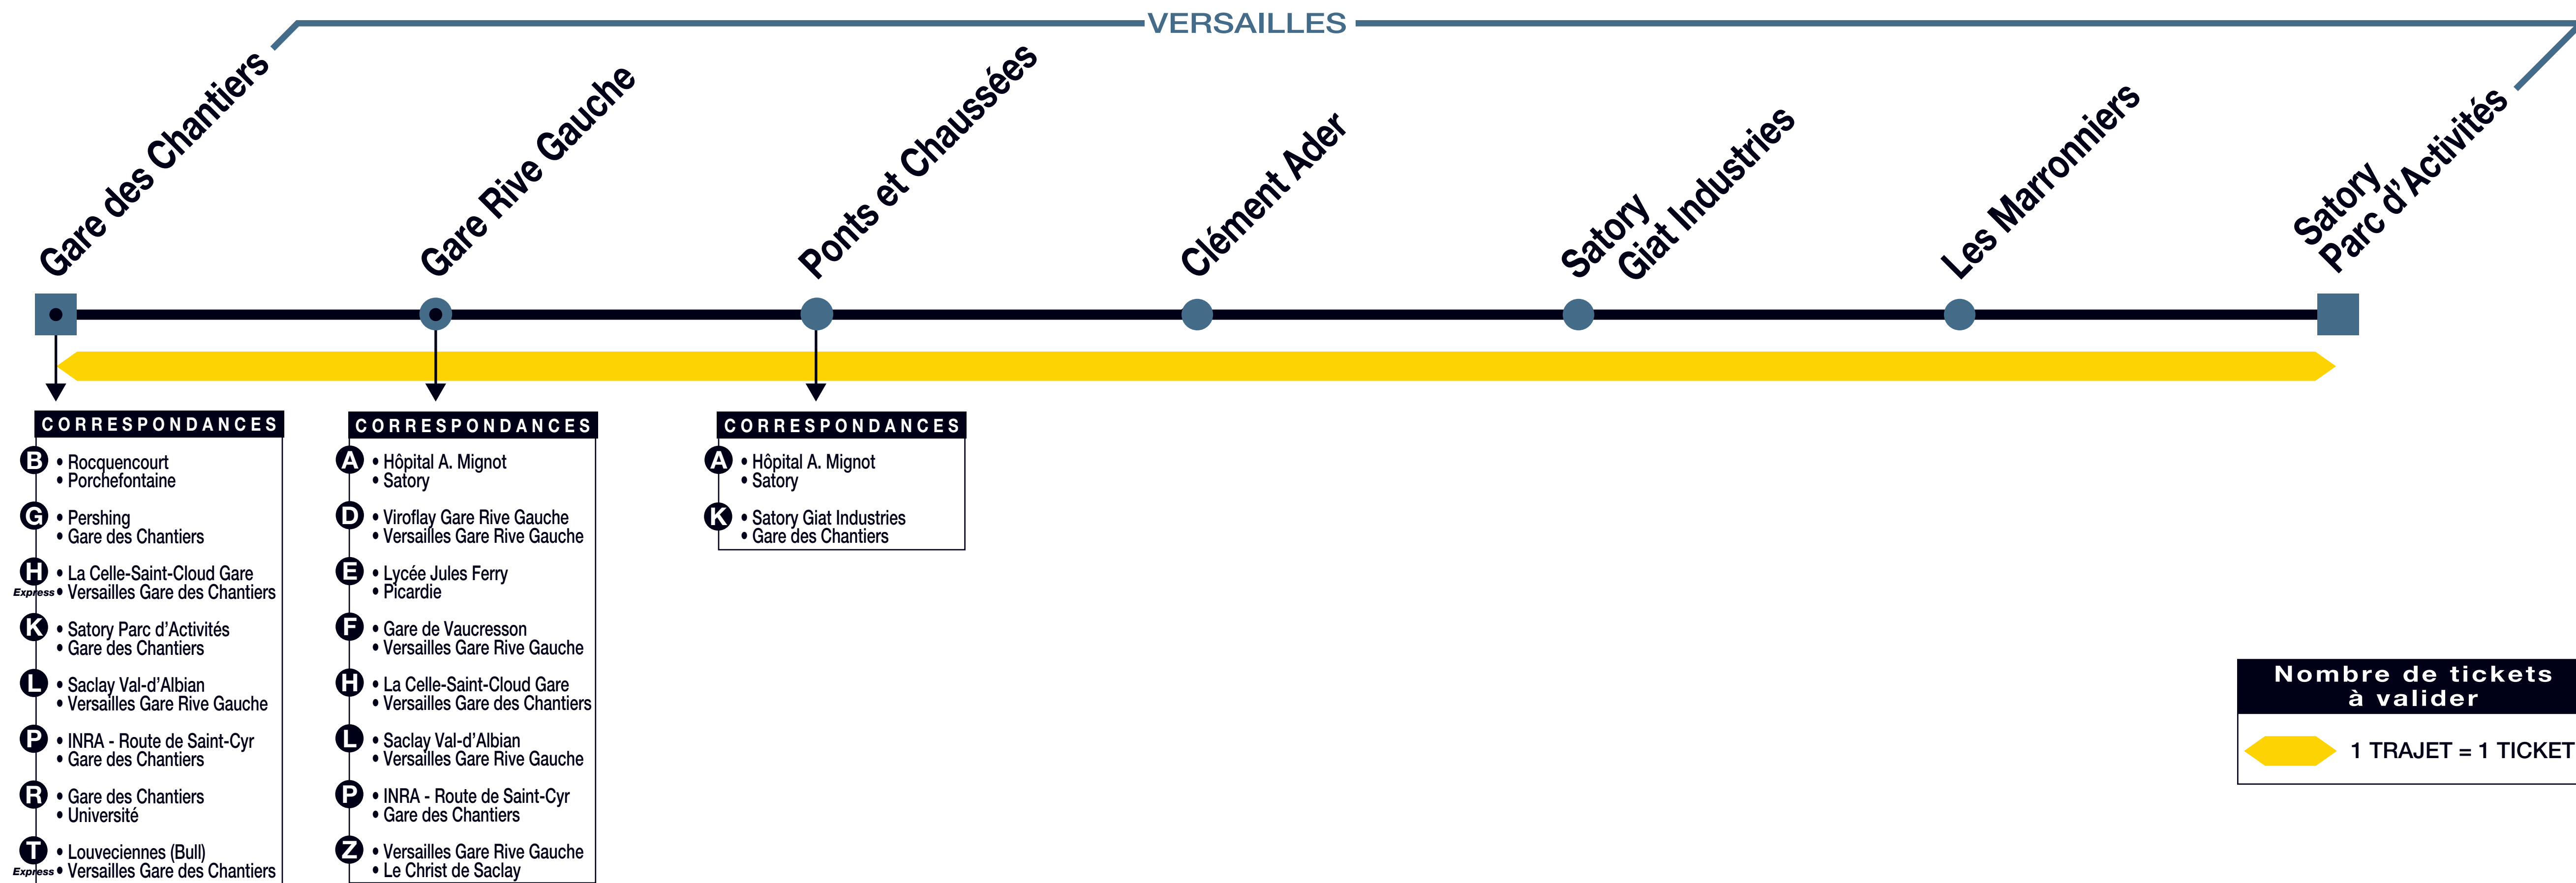 VERSAILLES
Gare des Chantiers
Gare Rive Gauche
Ponts et Chaussées
Clément Ader
Satory
Giat Industries
Les Marronniers
Satory
Parc d'Activités
CORRESPONDANCES
B • Rocquencourt
• Porchefontaine
G • Pershing
• Gare des Chantiers
H • La Celle-Saint-Cloud Gare
Express • Versailles Gare des Chantiers
K • Satory Parc d'Activités
• Gare des Chantiers
L • Saclay Val-d'Albian
• Versailles Gare Rive Gauche
P • INRA - Route de Saint-Cyr
• Gare des Chantiers
R • Gare des Chantiers
• Université
T • Louveciennes (Bull)
Express • Versailles Gare des Chantiers
CORRESPONDANCES
A • Hôpital A. Mignot
• Satory
D • Viroflay Gare Rive Gauche
• Versailles Gare Rive Gauche
E • Lycée Jules Ferry
• Picardie
F • Gare de Vaucresson
• Versailles Gare Rive Gauche
H • La Celle-Saint-Cloud Gare
• Versailles Gare des Chantiers
L • Saclay Val-d'Albian
• Versailles Gare Rive Gauche
P • INRA - Route de Saint-Cyr
• Gare des Chantiers
Z • Versailles Gare Rive Gauche
• Le Christ de Saclay
CORRESPONDANCES
A • Hôpital A. Mignot
• Satory
K • Satory Giat Industries
• Gare des Chantiers
Nombre de tickets
à valider
1 TRAJET = 1 TICKET